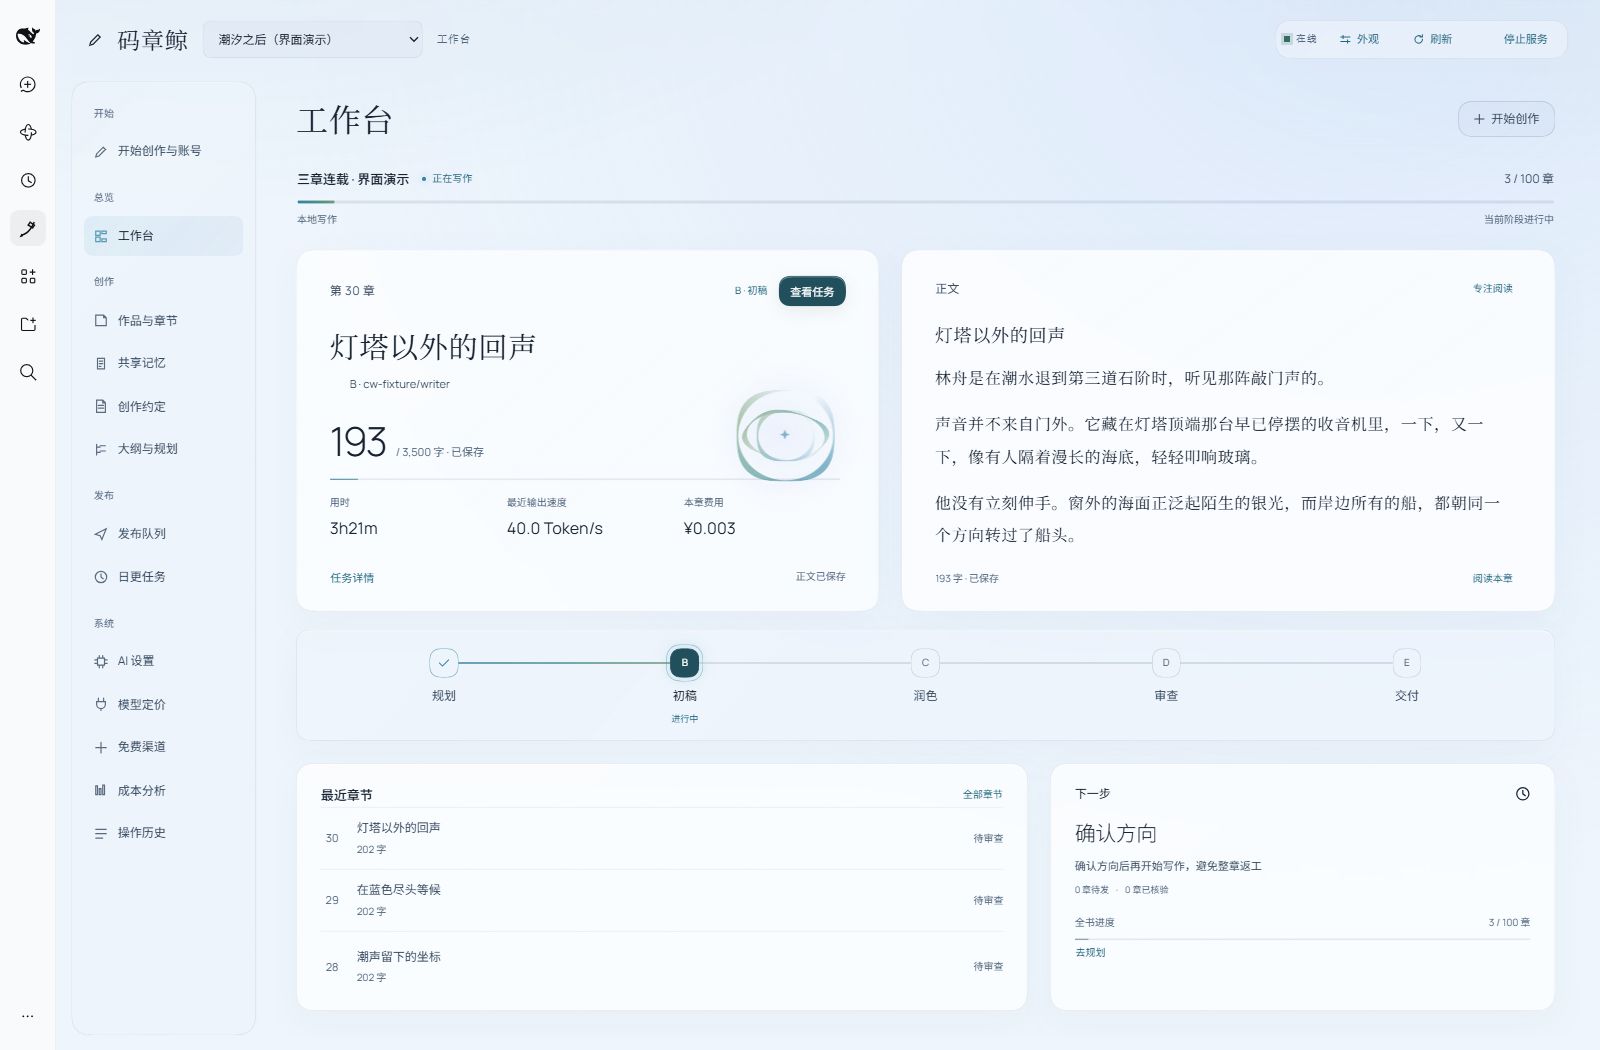 码章鲸
潮汐之后（界面演示）
工作台
在线
外观
刷新
停止服务
开始
开始创作与账号
总览
工作台
创作
作品与章节
共享记忆
创作约定
大纲与规划
发布
发布队列
日更任务
系统
AI 设置
模型定价
免费渠道
成本分析
操作历史
工作台
开始创作
三章连载 · 界面演示
正在写作
3 / 100 章
本地写作
当前阶段进行中
第 30 章
B · 初稿
查看任务
灯塔以外的回声
B · cw-fixture/writer
193 / 3,500 字 · 已保存
用时
最近输出速度
本章费用
3h21m
40.0 Token/s
¥0.003
任务详情
正文已保存
正文
专注阅读
灯塔以外的回声
林舟是在潮水退到第三道石阶时，听见那阵敲门声的。
声音并不来自门外。它藏在灯塔顶端那台早已停摆的收音机里，一下，又一
下，像有人隔着漫长的海底，轻轻叩响玻璃。
他没有立刻伸手。窗外的海面正泛起陌生的银光，而岸边所有的船，都朝同一
个方向转过了船头。
193 字 · 已保存
阅读本章
B
C
D
E
规划
初稿
润色
审查
交付
进行中
最近章节
全部章节
30
灯塔以外的回声
202 字
待审查
29
在蓝色尽头等候
202 字
待审查
28
潮声留下的坐标
202 字
待审查
下一步
确认方向
确认方向后再开始写作，避免整章返工
0 章待发 · 0 章已核验
全书进度
3 / 100 章
去规划